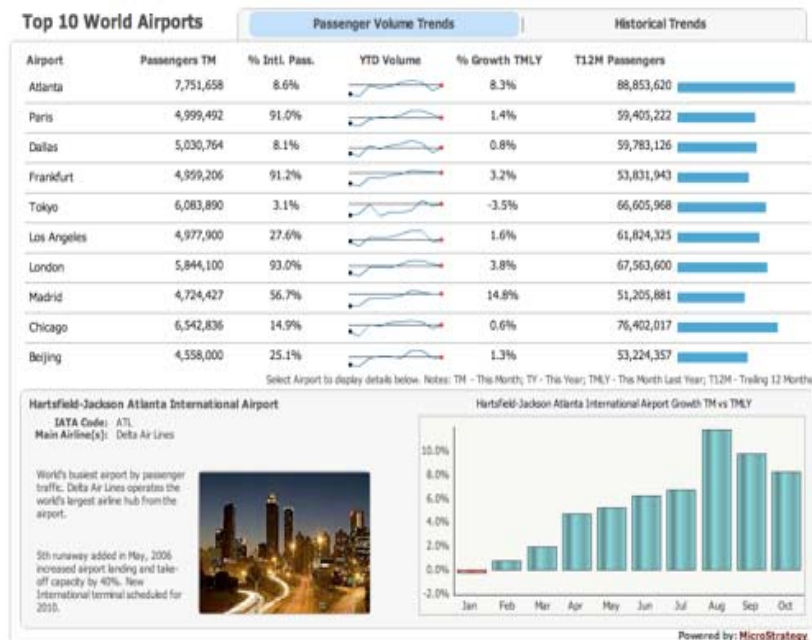 Top 10 World Airports
Passenger Volume Trends | Historical Trends
Airport Passengers TM % Intl. Pass. YTD Volume % Growth TMLY T12M Passengers
Atlanta 7,751,658 8.6% 8.3% 88,853,620
Paris 4,999,492 91.0% 1.4% 59,405,222
Dallas 5,030,764 8.1% 0.8% 59,783,126
Frankfurt 4,959,206 91.2% 3.2% 53,831,943
Tokyo 6,083,890 3.1% -3.5% 66,605,968
Los Angeles 4,977,900 27.6% 1.6% 61,824,325
London 5,844,100 93.0% 3.8% 67,563,600
Madrid 4,724,427 56.7% 14.8% 51,205,881
Chicago 6,542,836 14.9% 0.6% 76,402,017
Beijing 4,558,000 25.1% 1.3% 53,224,357
Select Airport to display details below. Notes: TM - This Month; TY - This Year; TMLY - This Month Last Year; T12M - Trailing 12 Months
Hartsfield-Jackson Atlanta International Airport
IATA Code: ATL
Main Airline(s): Delta Air Lines
World's busiest airport by passenger
traffic. Delta Air Lines operates the
world's largest airline hub from the
airport.
5th runaway added in May, 2006
increased airport landing and take-
off capacity by 40%. New
International terminal scheduled for
2010.
Hartsfield-Jackson Atlanta International Airport Growth TM vs TMLY
10.0%
8.0%
6.0%
4.0%
2.0%
0.0%
-2.0%
Jan Feb Mar Apr May Jun Jul Aug Sep Oct
Powered by: MicroStrategy